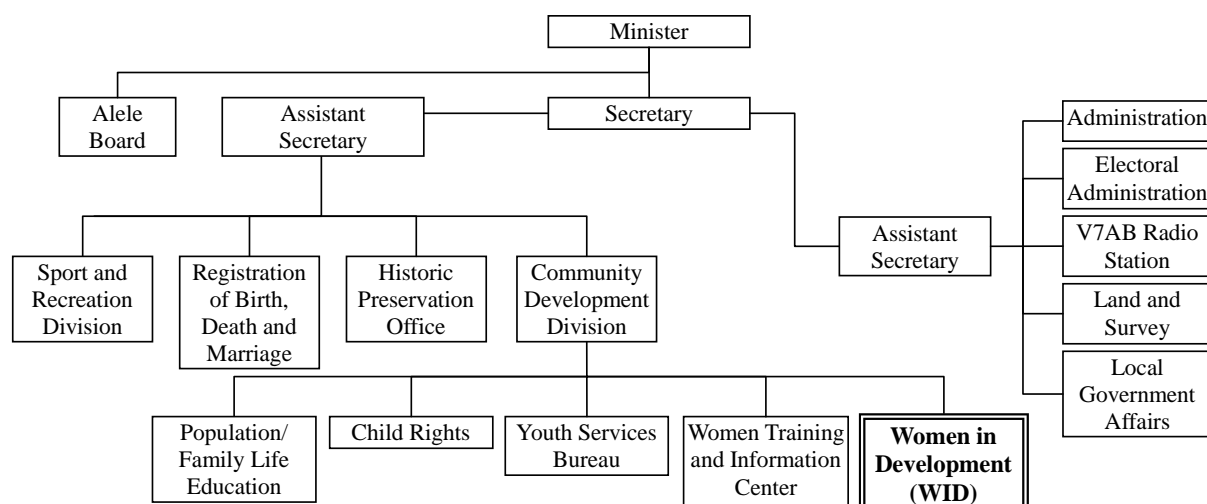 Minister
Alele
Board
Assistant
Secretary
Secretary
Administration
Electoral
Administration
V7AB Radio
Station
Land and
Survey
Local
Government
Affairs
Assistant
Secretary
Sport and
Recreation
Division
Registration
of Birth,
Death and
Marriage
Historic
Preservation
Office
Community
Development
Division
Population/
Family Life
Education
Child Rights
Youth Services
Bureau
Women Training
and Information
Center
Women in
Development
(WID)